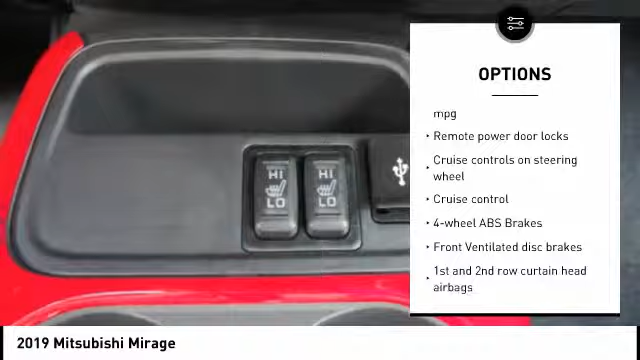 OPTIONS
mpg
• Remote power door locks
• Cruise controls on steering
wheel
• Cruise control
• 4-wheel ABS Brakes
• Front Ventilated disc brakes
• 1st and 2nd row curtain head
airbags
HI HI
LO LO
2019 Mitsubishi Mirage